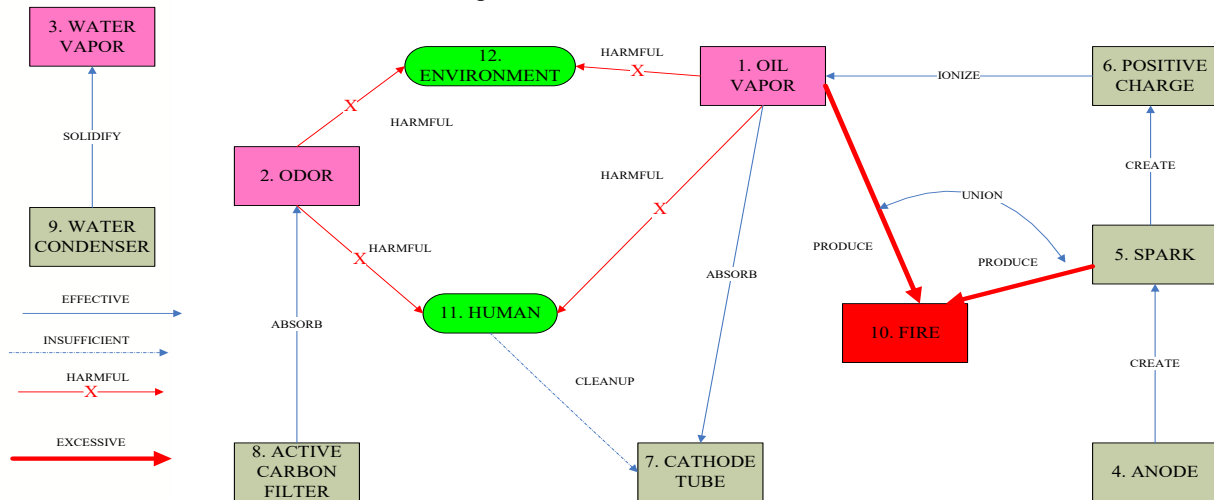 3. WATER
VAPOR
12.
ENVIRONMENT
HARMFUL
X
1. OIL
VAPOR
IONIZE
6. POSITIVE
CHARGE
X
HARMFUL
SOLIDIFY
2. ODOR
HARMFUL
CREATE
UNION
9. WATER
CONDENSER
X
HARMFUL
X
PRODUCE
PRODUCE
5. SPARK
ABSORB
EFFECTIVE
11. HUMAN
ABSORB
10. FIRE
INSUFFICIENT
CREATE
HARMFUL
X
CLEANUP
EXCESSIVE
8. ACTIVE
CARBON
FILTER
7. CATHODE
TUBE
4. ANODE